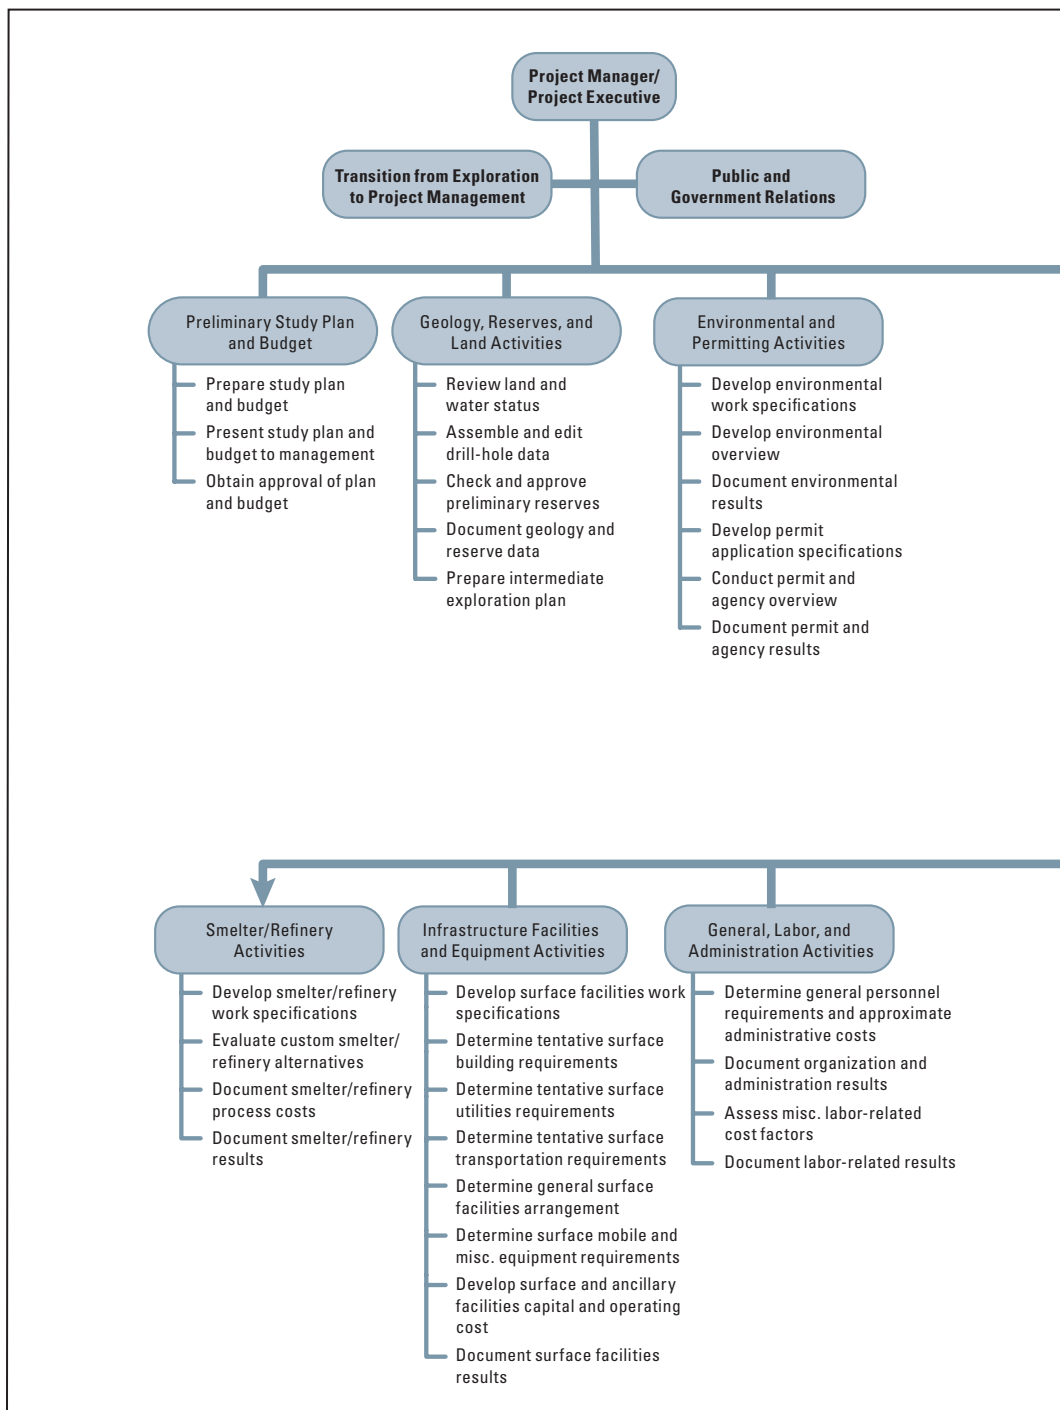 Project Manager/
Project Executive
Transition from Exploration
to Project Management
Public and
Government Relations
Preliminary Study Plan
and Budget
Prepare study plan
and budget
Present study plan and
budget to management
Obtain approval of plan
and budget
Geology, Reserves, and
Land Activities
Review land and
water status
Assemble and edit
drill-hole data
Check and approve
preliminary reserves
Document geology and
reserve data
Prepare intermediate
exploration plan
Environmental and
Permitting Activities
Develop environmental
work specifications
Develop environmental
overview
Document environmental
results
Develop permit
application specifications
Conduct permit and
agency overview
Document permit and
agency results
Smelter/Refinery
Activities
Develop smelter/refinery
work specifications
Evaluate custom smelter/
refinery alternatives
Document smelter/refinery
process costs
Document smelter/refinery
results
Infrastructure Facilities
and Equipment Activities
Develop surface facilities work
specifications
Determine tentative surface
building requirements
Determine tentative surface
utilities requirements
Determine tentative surface
transportation requirements
Determine general surface
facilities arrangement
Determine surface mobile and
misc. equipment requirements
Develop surface and ancillary
facilities capital and operating
cost
Document surface facilities
results
General, Labor, and
Administration Activities
Determine general personnel
requirements and approximate
administrative costs
Document organization and
administration results
Assess misc. labor-related
cost factors
Document labor-related results